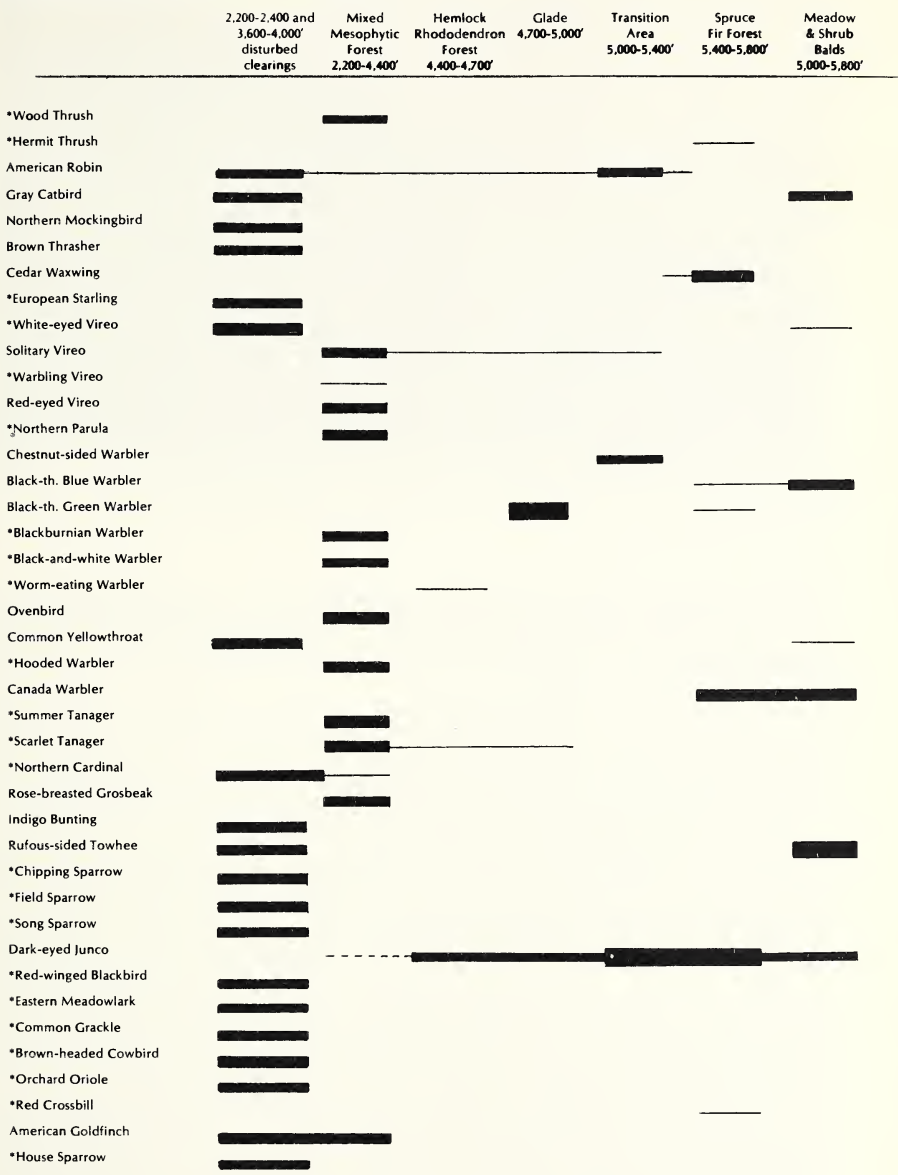 2,200-2,400 and 3,600-4,000′ disturbed clearings
Mixed Mesophytic Forest 2,200-4,400′
Hemlock Rhododendron Forest 4,400-4,700′
Glade 4,700-5,000′
Transition Area 5,000-5,400′
Spruce Fir Forest 5,400-5,800′
Meadow & Shrub Balds 5,000-5,800′
*Wood Thrush
*Hermit Thrush
American Robin
Gray Catbird
Northern Mockingbird
Brown Thrasher
Cedar Waxwing
*European Starling
*White-eyed Vireo
Solitary Vireo
*Warbling Vireo
Red-eyed Vireo
*Northern Parula
Chestnut-sided Warbler
Black-th. Blue Warbler
Black-th. Green Warbler
*Blackburnian Warbler
*Black-and-white Warbler
*Worm-eating Warbler
Ovenbird
Common Yellowthroat
*Hooded Warbler
Canada Warbler
*Summer Tanager
*Scarlet Tanager
*Northern Cardinal
Rose-breasted Grosbeak
Indigo Bunting
Rufous-sided Towhee
*Chipping Sparrow
*Field Sparrow
*Song Sparrow
Dark-eyed Junco
*Red-winged Blackbird
*Eastern Meadowlark
*Common Grackle
*Brown-headed Cowbird
*Orchard Oriole
*Red Crossbill
American Goldfinch
*House Sparrow